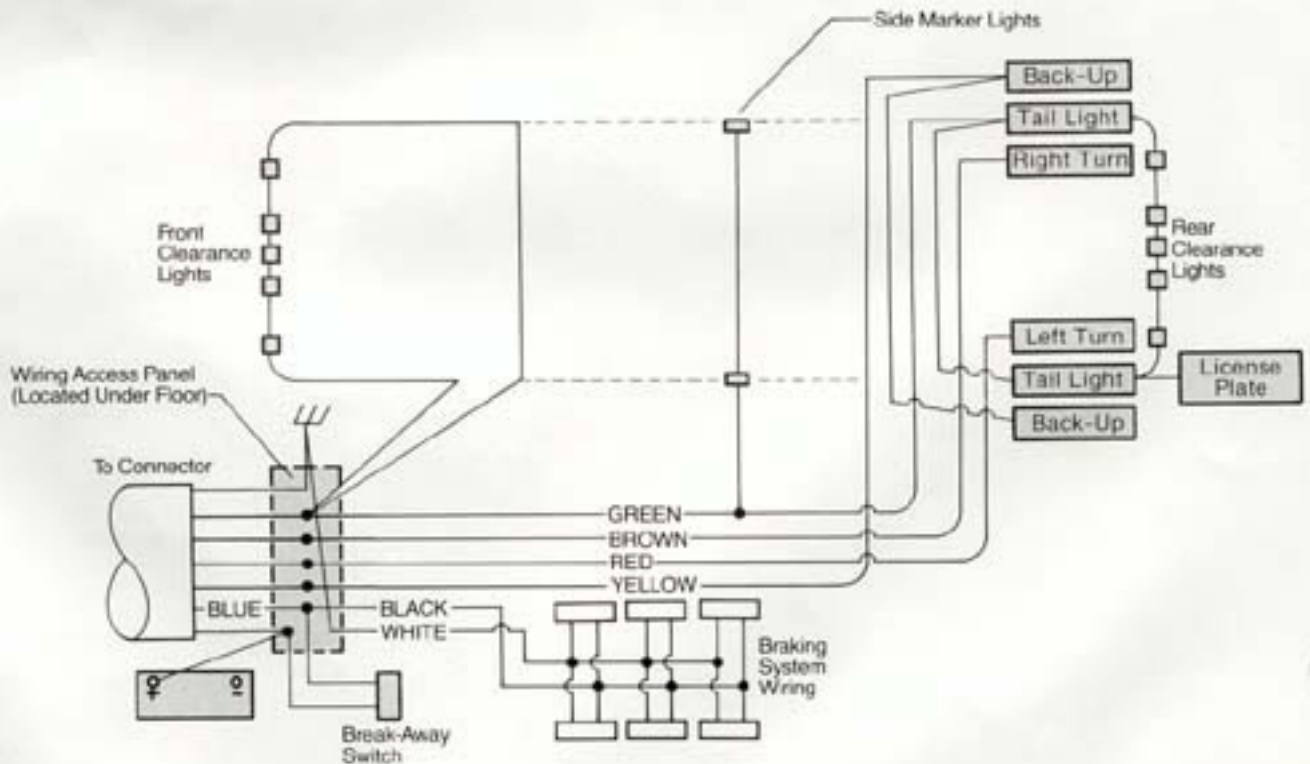 Side Marker Lights
Back-Up
Tail Light
Right Turn
Front
Clearance
Lights
Rear
Clearance
Lights
Left Turn
Tail Light
License
Plate
Back-Up
Wiring Access Panel
(Located Under Floor)
To Connector
GREEN
BROWN
RED
YELLOW
BLUE
BLACK
WHITE
Braking
System
Wiring
+
-
Break-Away
Switch